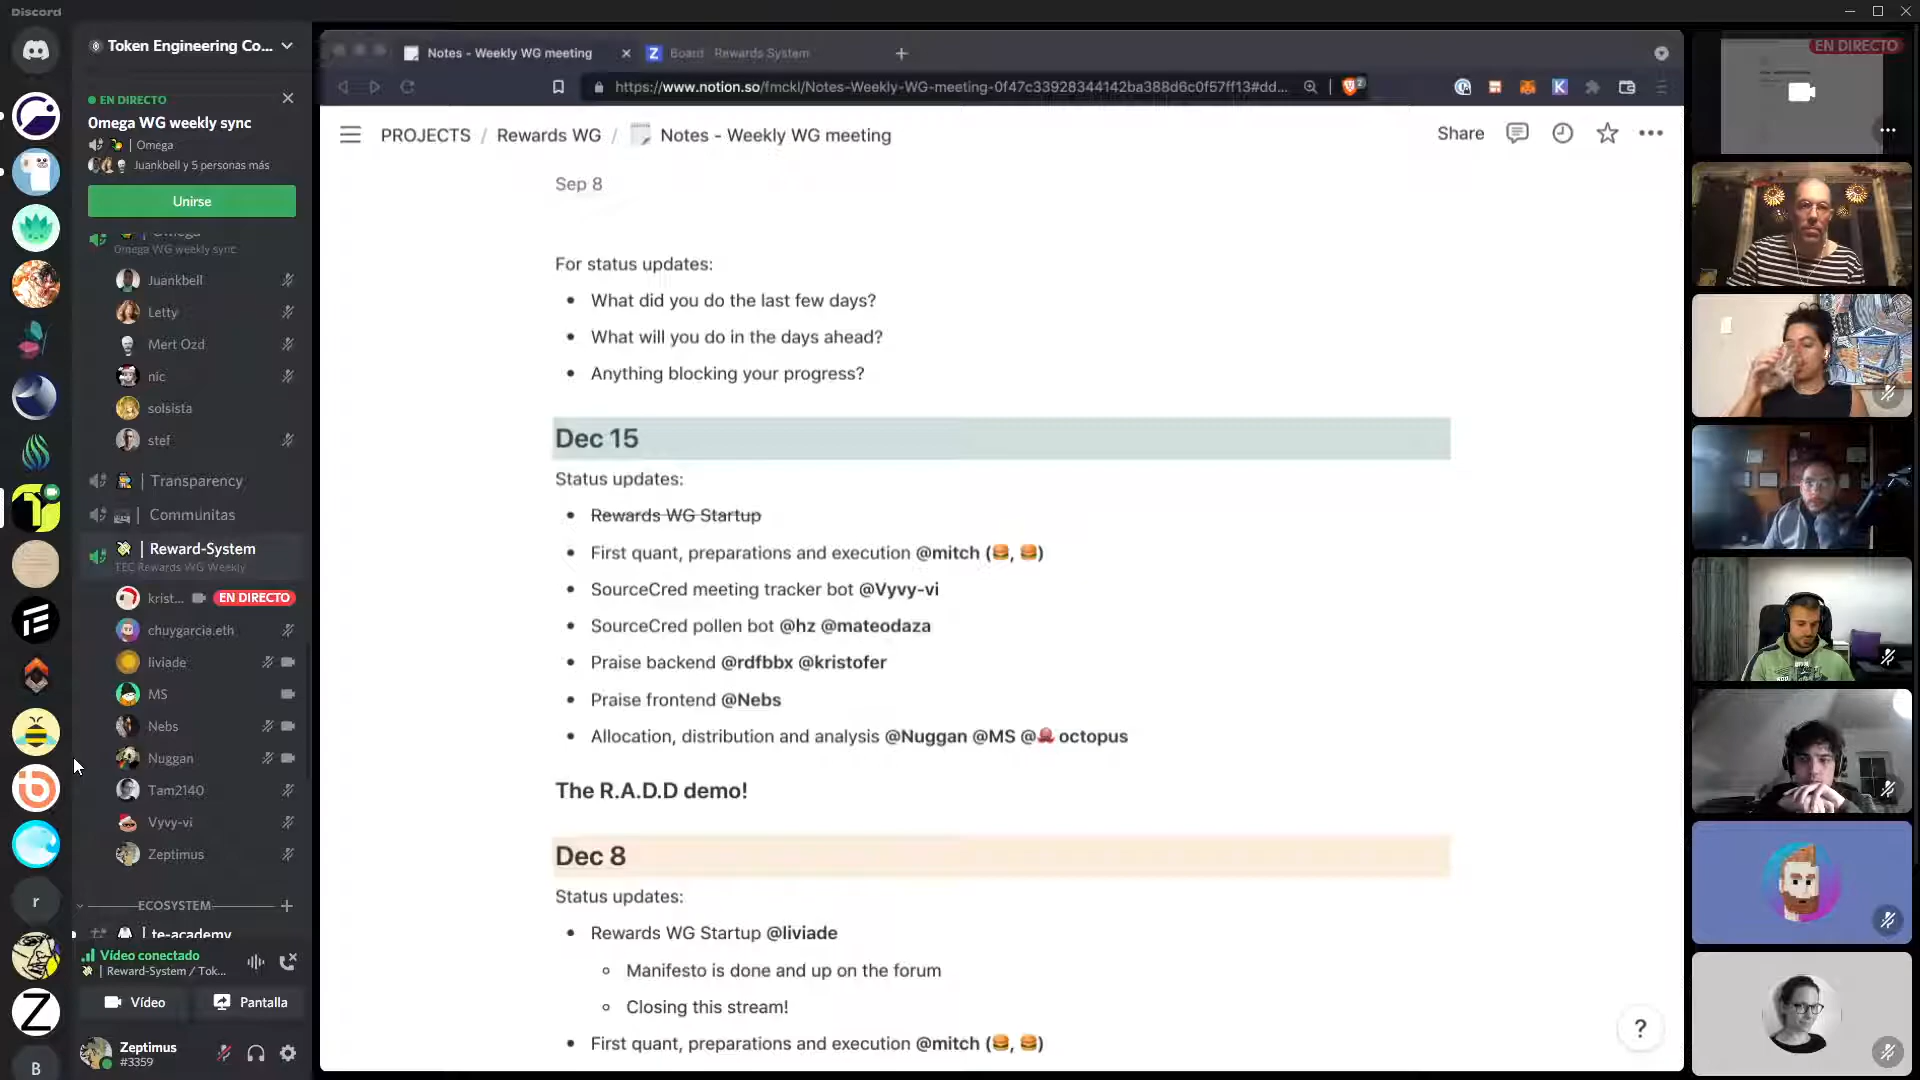 Discord
Token Engineering Co...
EN DIRECTO
Omega WG weekly sync
| Omega
Juankbell y 5 personas más
Unirse
Omega WG weekly sync
Juankbell
Letty
Mert Ozd
nic
solsista
stef
| Transparency
| Communitas
| Reward-System
TEC Rewards WG Weekly
krist... EN DIRECTO
chuygarcia.eth
liviade
MS
Nebs
Nuggan
Tam2140
Vyvy-vi
Zeptimus
ECOSYSTEM
| te-academy
Vídeo conectado
| Reward-System / Tok...
Vídeo
Pantalla
Zeptimus
#3359
r
Z
B
Notes - Weekly WG meeting
Z Board · Rewards System
https://www.notion.so/fmckl/Notes-Weekly-WG-meeting-0f47c33928344142ba388d6c0f57ff13#dd...
2
K
PROJECTS / Rewards WG / Notes - Weekly WG meeting
Share
Sep 8
For status updates:
• What did you do the last few days?
• What will you do in the days ahead?
• Anything blocking your progress?
Dec 15
Status updates:
• Rewards WG Startup
• First quant, preparations and execution @mitch (🍔, 🍔)
• SourceCred meeting tracker bot @Vyvy-vi
• SourceCred pollen bot @hz @mateodaza
• Praise backend @rdfbbx @kristofer
• Praise frontend @Nebs
• Allocation, distribution and analysis @Nuggan @MS @🐙 octopus
The R.A.D.D demo!
Dec 8
Status updates:
• Rewards WG Startup @liviade
◦ Manifesto is done and up on the forum
◦ Closing this stream!
• First quant, preparations and execution @mitch (🍔, 🍔)
?
EN DIRECTO